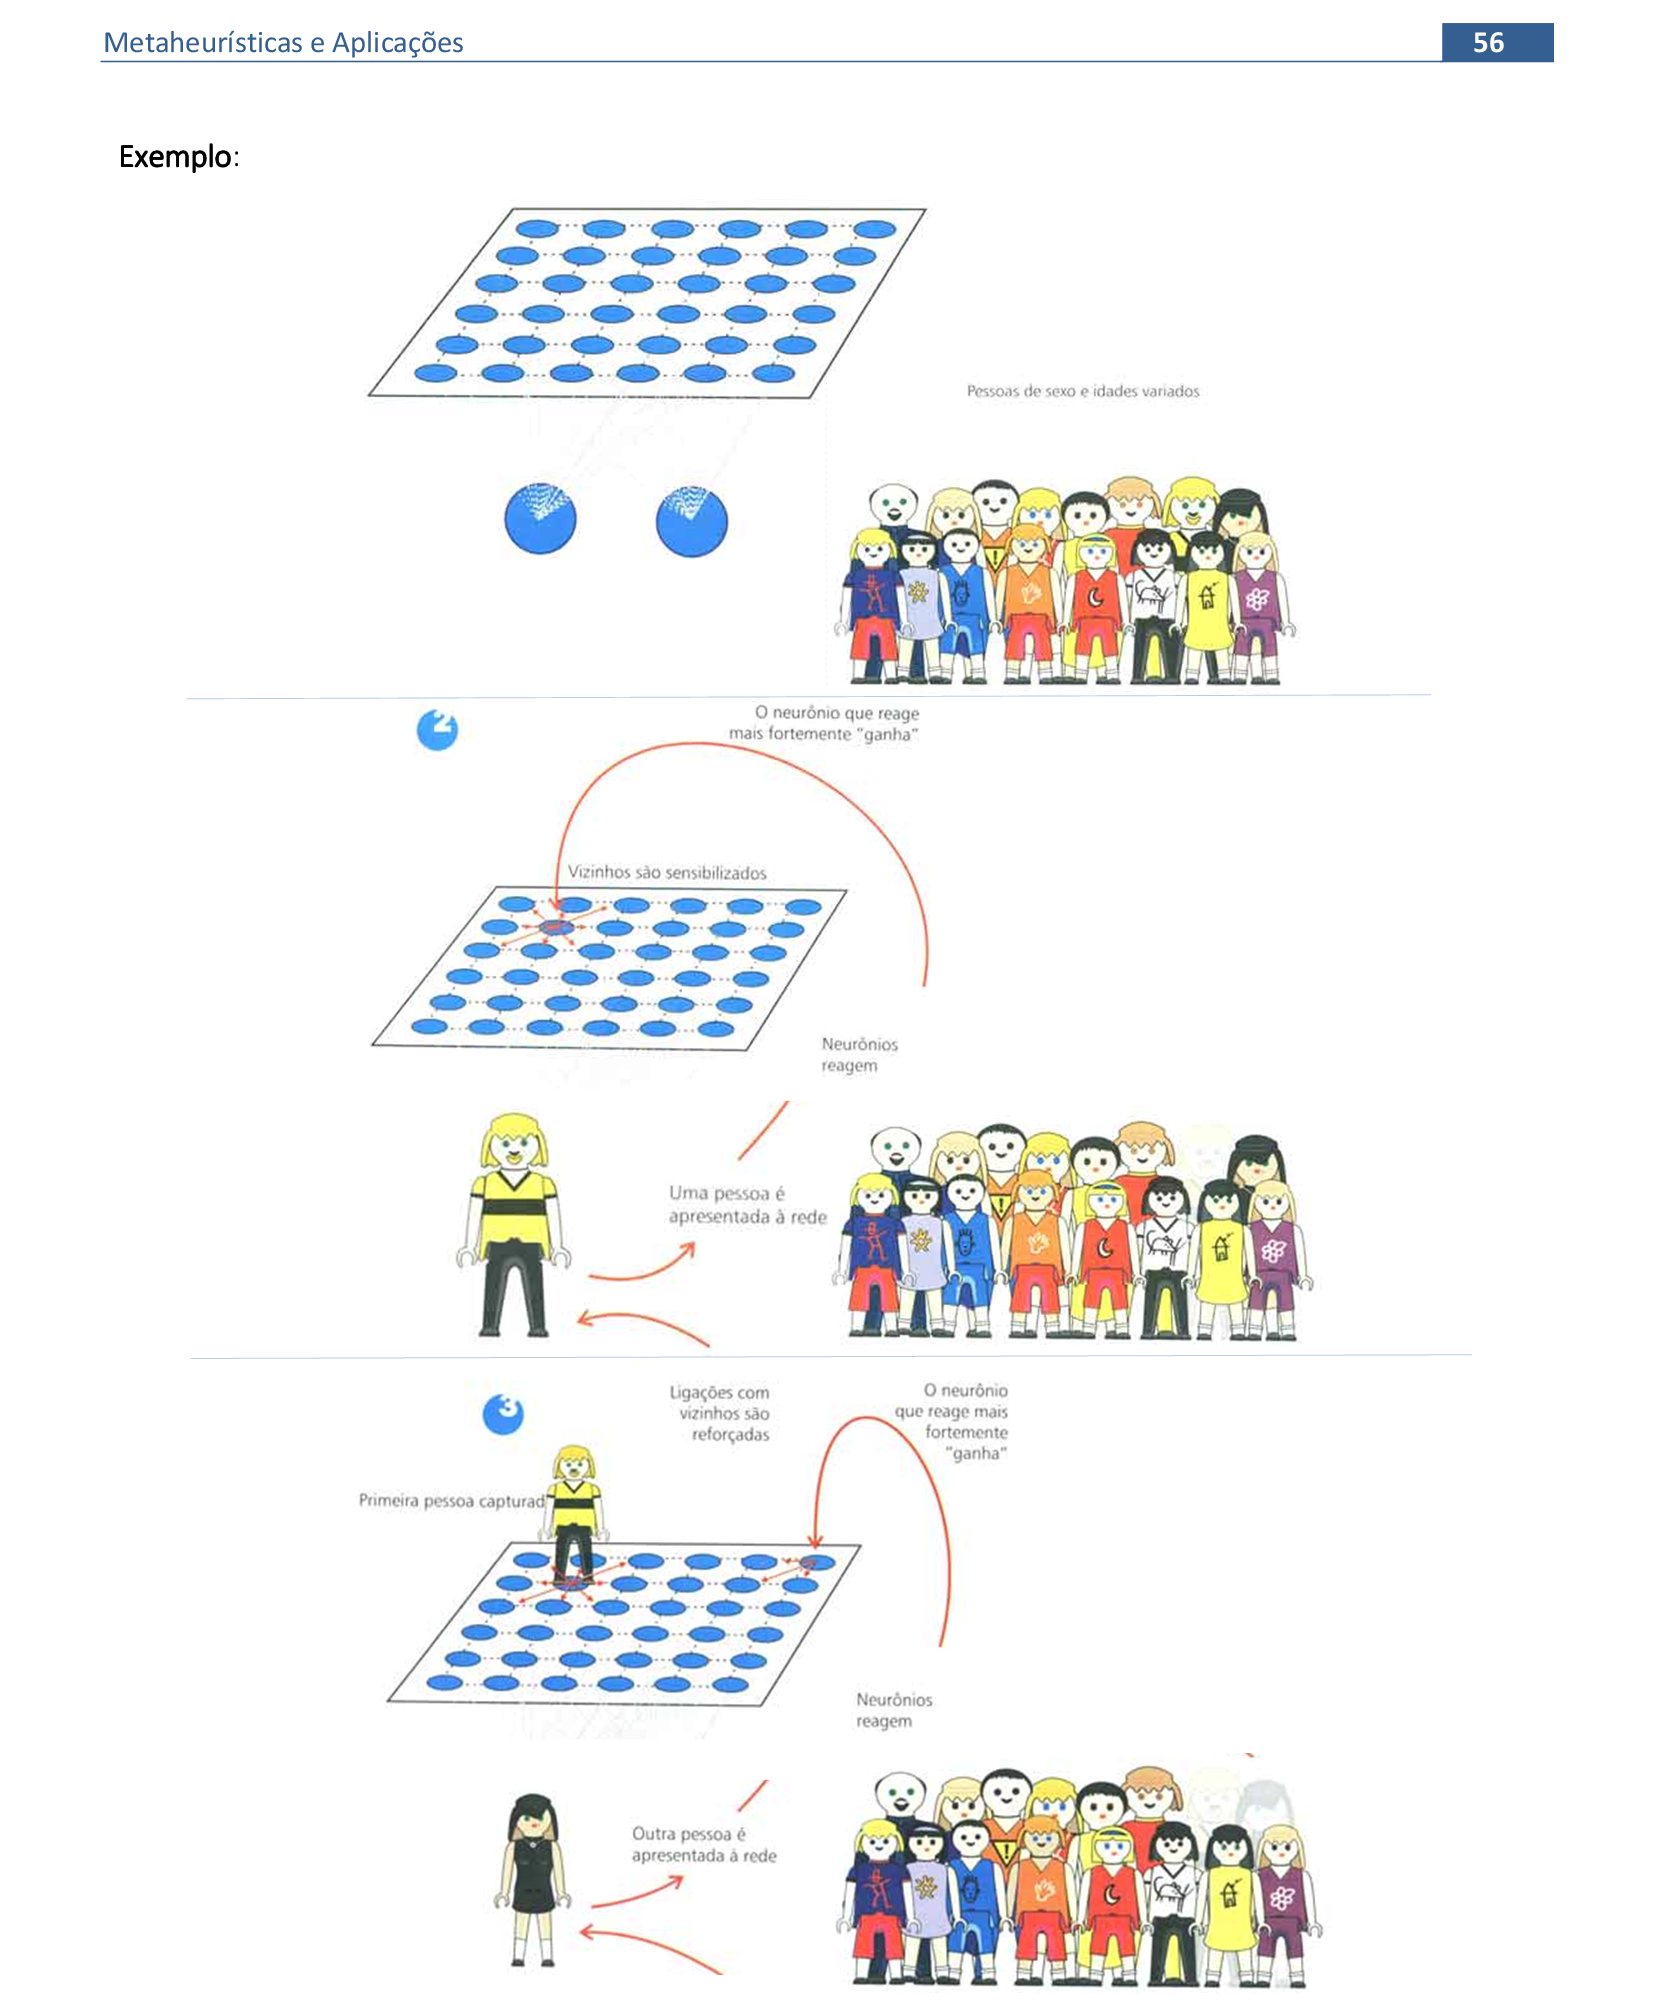 Metaheurísticas e Aplicações 56
Exemplo:
Pessoas de sexo e idades variados
2
O neurônio que reage
mais fortemente "ganha"
Vizinhos são sensibilizados
Neurônios
reagem
Uma pessoa é
apresentada à rede
3
Ligações com
vizinhos são
reforçadas
O neurônio
que reage mais
fortemente
"ganha"
Primeira pessoa capturad
Neurônios
reagem
Outra pessoa é
apresentada à rede